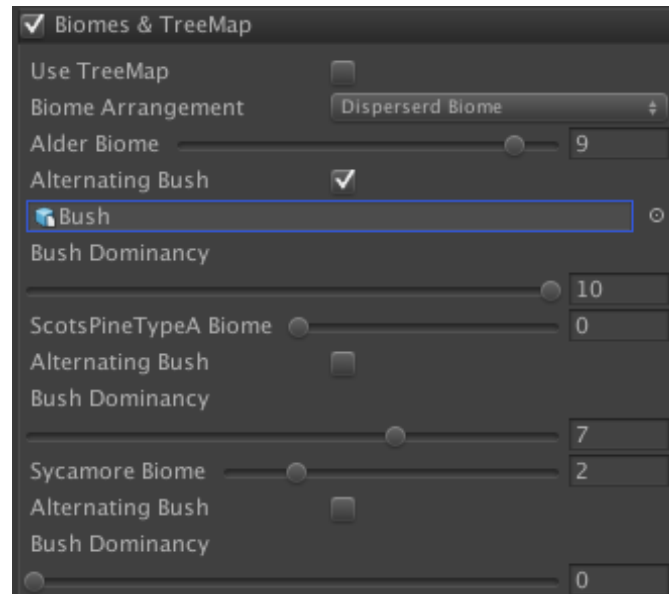 Biomes & TreeMap
Use TreeMap
Biome Arrangement Disperserd Biome
Alder Biome 9
Alternating Bush
Bush
Bush Dominancy
10
ScotsPineTypeA Biome 0
Alternating Bush
Bush Dominancy
7
Sycamore Biome 2
Alternating Bush
Bush Dominancy
0